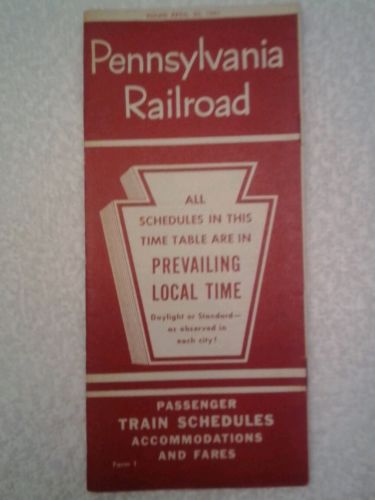 Pennsylvania
Railroad
ALL
SCHEDULES IN THIS
TIME TABLE ARE IN
PREVAILING
LOCAL TIME
Daylight or Standard—
as observed in
each city!
PASSENGER
TRAIN SCHEDULES
ACCOMMODATIONS
AND FARES
Form 1